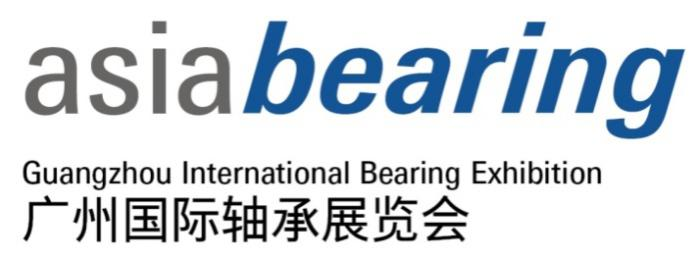 asiabearing
Guangzhou International Bearing Exhibition
广州国际轴承展览会